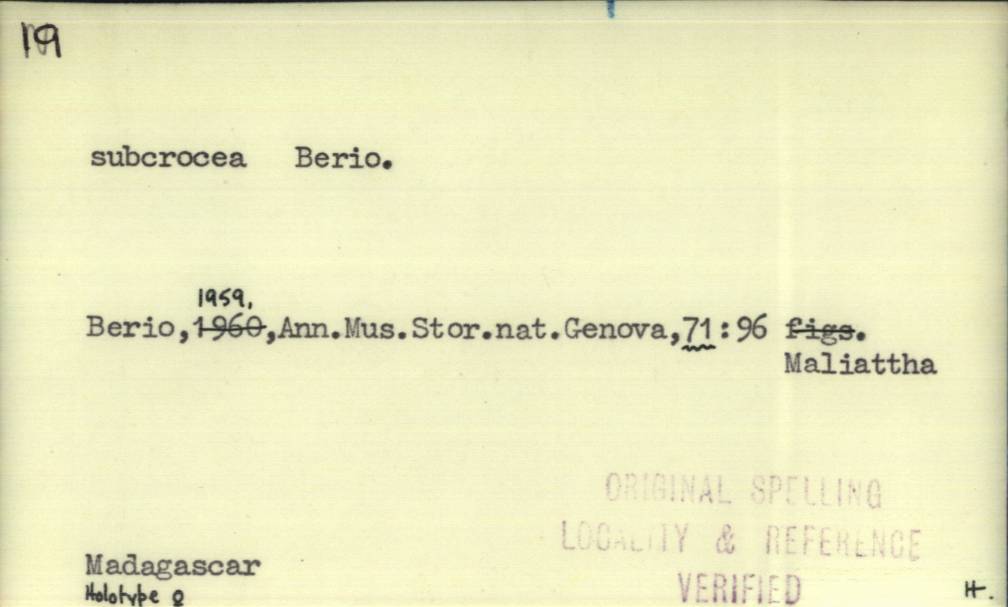 19
subcrocea Berio.
1959,
Berio,1960,Ann.Mus.Stor.nat.Genova,71:96 figs.
Maliattha
ORIGINAL SPELLING
LOCALITY & REFERENCE
VERIFIED
Madagascar
Holotype ♀
H.